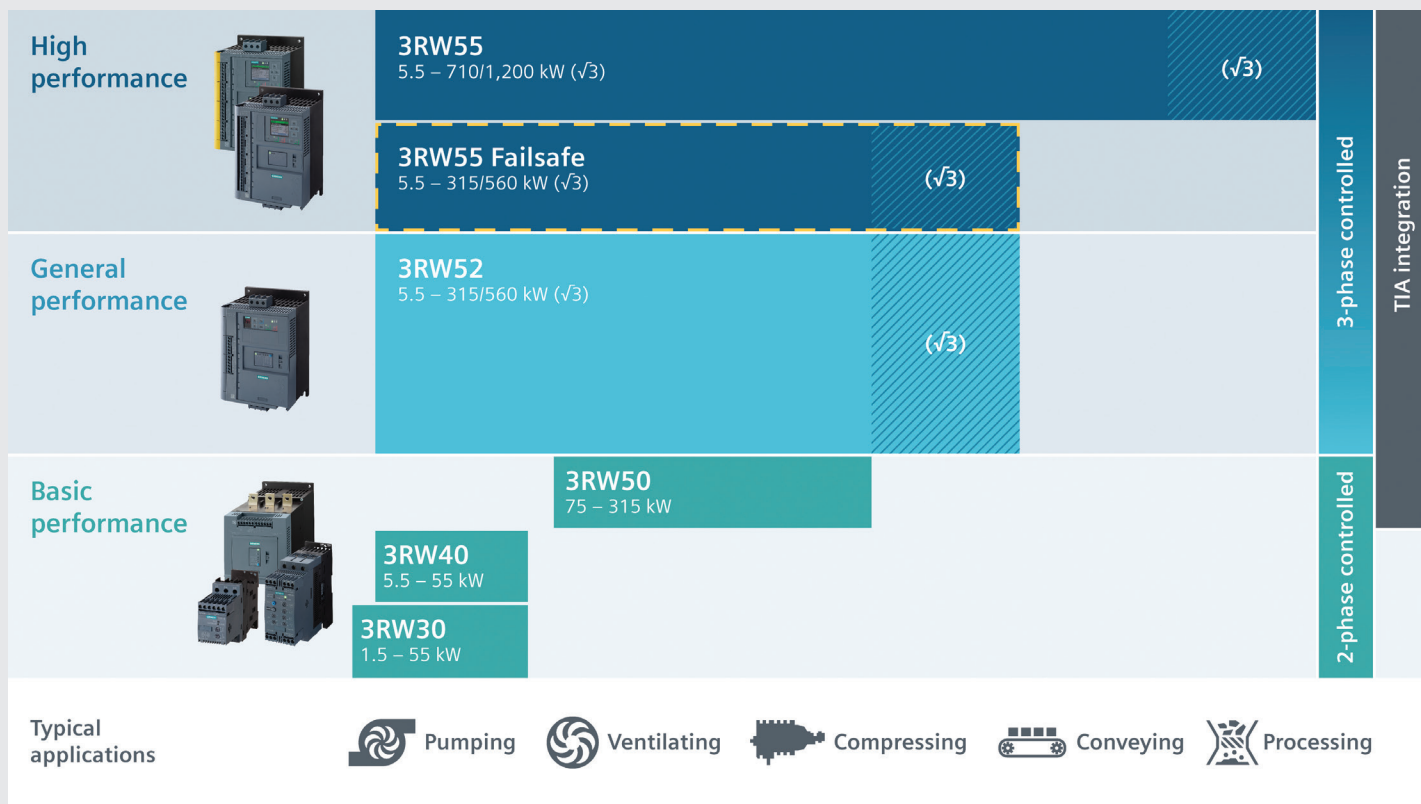 High
performance
3RW55
5.5 – 710/1,200 kW (√3)
(√3)
3RW55 Failsafe
5.5 – 315/560 kW (√3)
(√3)
General
performance
3RW52
5.5 – 315/560 kW (√3)
(√3)
3-phase controlled
TIA integration
Basic
performance
3RW50
75 – 315 kW
3RW40
5.5 – 55 kW
3RW30
1.5 – 55 kW
2-phase controlled
Typical
applications
Pumping
Ventilating
Compressing
Conveying
Processing